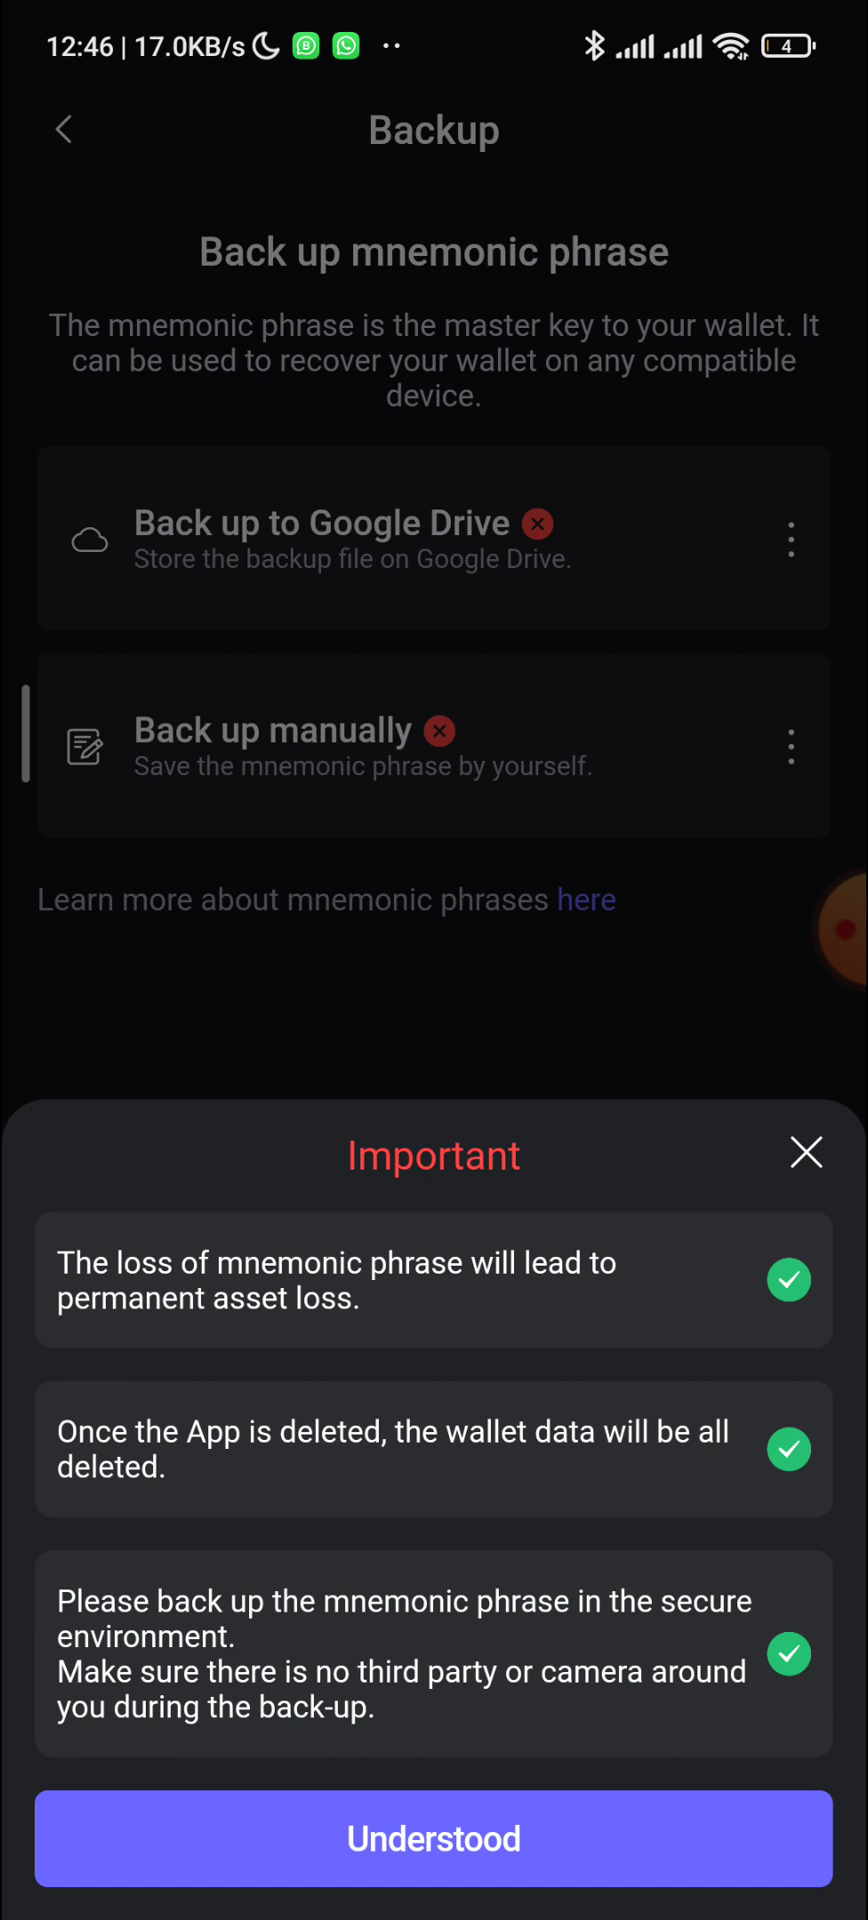 12:46 | 17.0KB/s 4
Backup
Back up mnemonic phrase
The mnemonic phrase is the master key to your wallet. It
can be used to recover your wallet on any compatible
device.
Back up to Google Drive
Store the backup file on Google Drive.
Back up manually
Save the mnemonic phrase by yourself.
Learn more about mnemonic phrases here
Important
The loss of mnemonic phrase will lead to
permanent asset loss.
Once the App is deleted, the wallet data will be all
deleted.
Please back up the mnemonic phrase in the secure
environment.
Make sure there is no third party or camera around
you during the back-up.
Understood